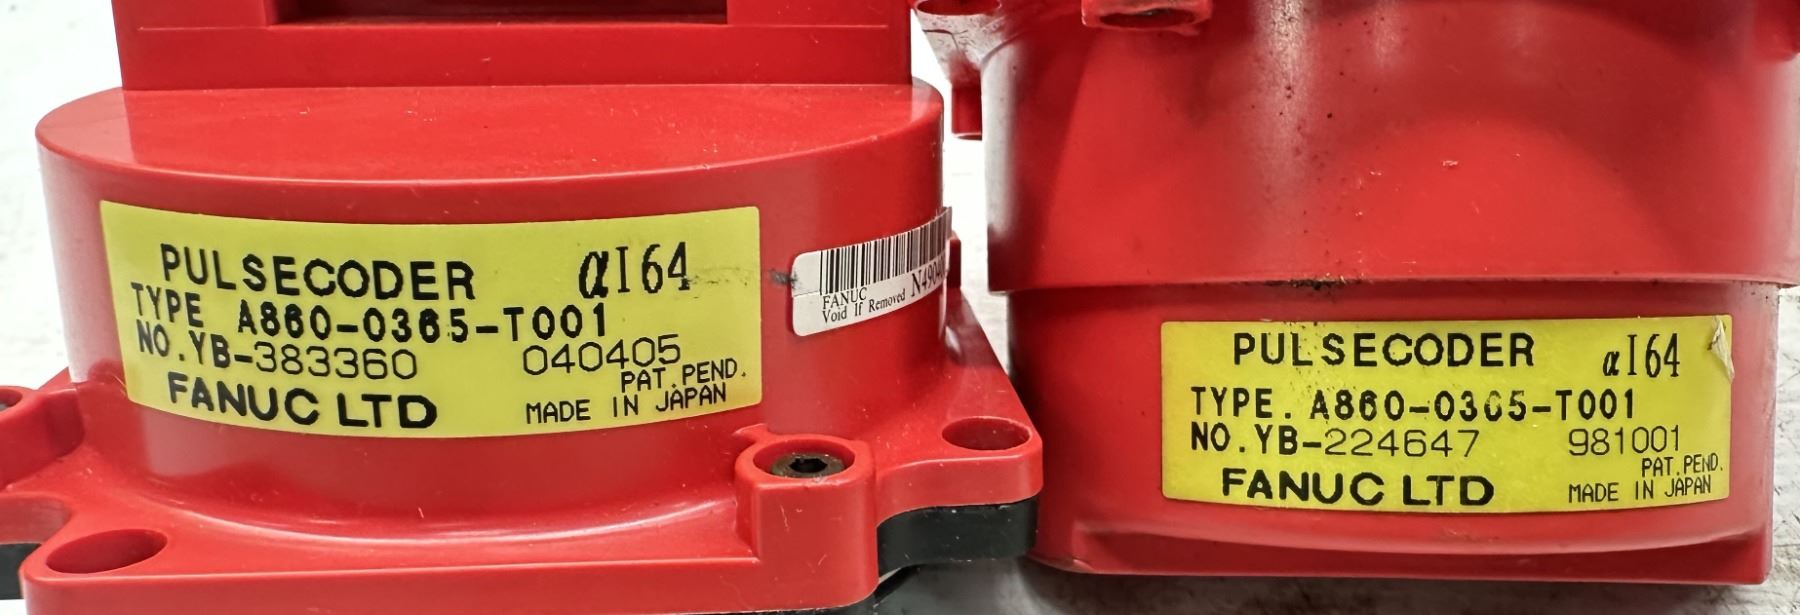 PULSECODER αI64
TYPE A860-0365-T001
NO.YB-383360 040405
PAT.PEND.
FANUC LTD MADE IN JAPAN
FANUC
Void If Removed
PULSECODER αI64
TYPE. A860-0365-T001
NO.YB-224647 981001
PAT.PEND.
FANUC LTD MADE IN JAPAN